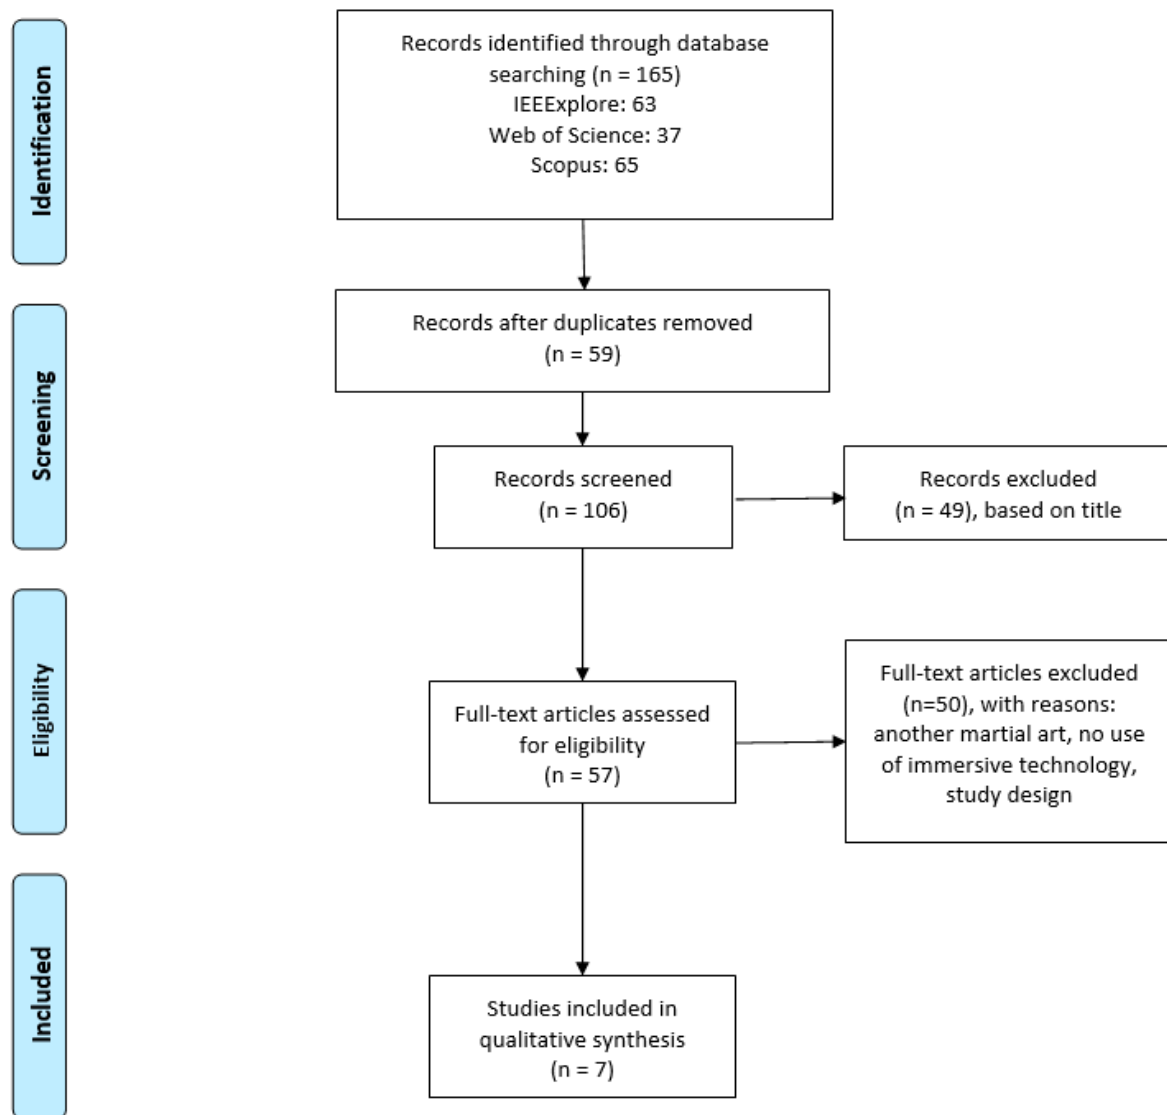 Identification
Records identified through database
searching (n = 165)
IEEExplore: 63
Web of Science: 37
Scopus: 65
Screening
Records after duplicates removed
(n = 59)
Records screened
(n = 106)
Records excluded
(n = 49), based on title
Eligibility
Full-text articles assessed
for eligibility
(n = 57)
Full-text articles excluded
(n=50), with reasons:
another martial art, no use
of immersive technology,
study design
Included
Studies included in
qualitative synthesis
(n = 7)